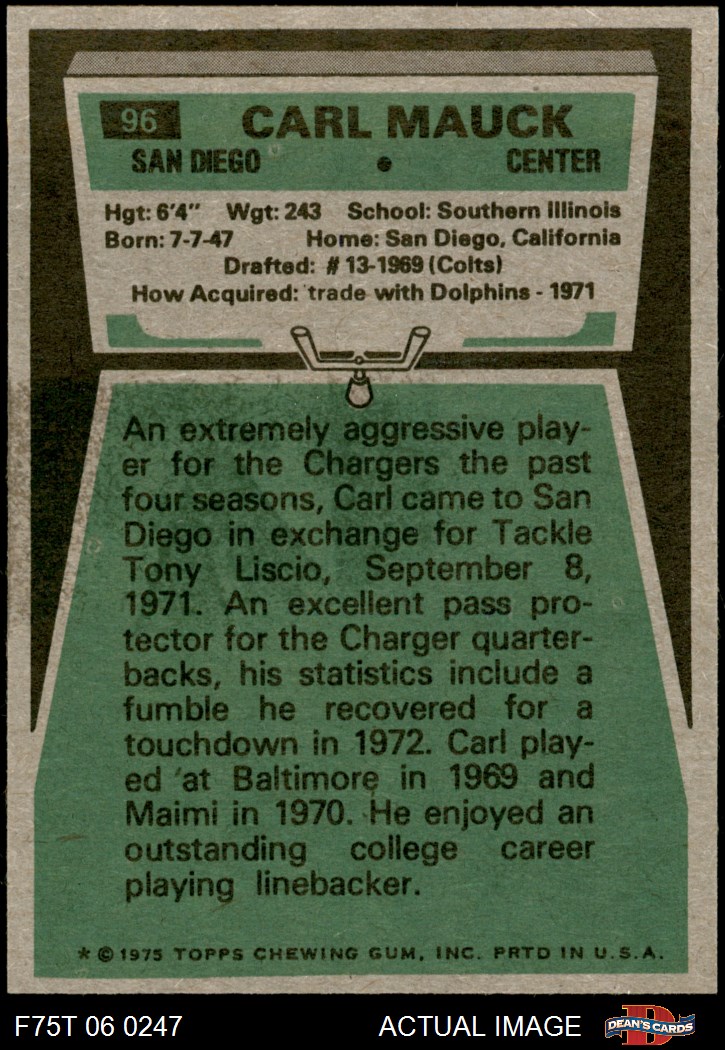 96 CARL MAUCK
SAN DIEGO • CENTER
Hgt: 6'4" Wgt: 243 School: Southern Illinois
Born: 7-7-47 Home: San Diego, California
Drafted: # 13-1969 (Colts)
How Acquired: trade with Dolphins - 1971
An extremely aggressive play-
er for the Chargers the past
four seasons, Carl came to San
Diego in exchange for Tackle
Tony Liscio, September 8,
1971. An excellent pass pro-
tector for the Charger quarter-
backs, his statistics include a
fumble he recovered for a
touchdown in 1972. Carl play-
ed at Baltimore in 1969 and
Maimi in 1970. He enjoyed an
outstanding college career
playing linebacker.
* © 1975 TOPPS CHEWING GUM, INC. PRTD IN U.S.A.
F75T 06 0247 ACTUAL IMAGE DEAN'S CARDS